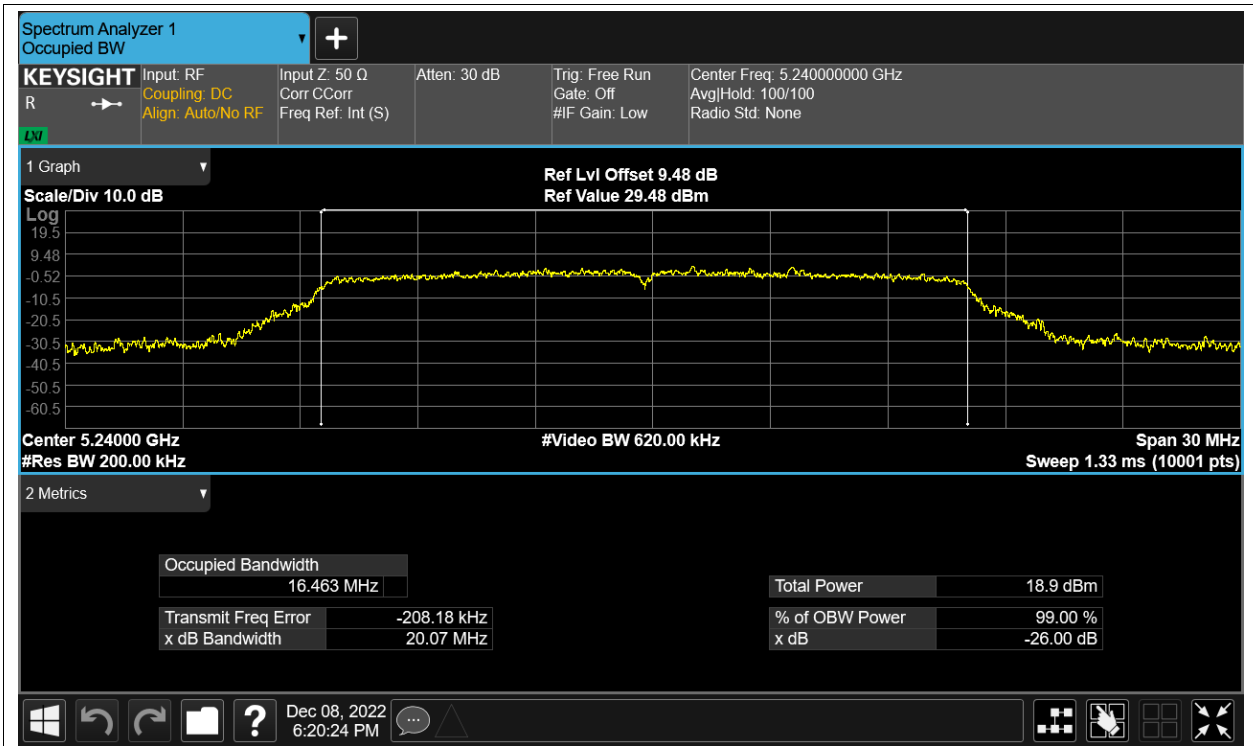 Spectrum Analyzer 1
Occupied BW
KEYSIGHT
R
LXI
Input: RF
Coupling: DC
Align: Auto/No RF
Input Z: 50 Ω
Corr CCorr
Freq Ref: Int (S)
Atten: 30 dB
Trig: Free Run
Gate: Off
#IF Gain: Low
Center Freq: 5.240000000 GHz
Avg|Hold: 100/100
Radio Std: None
1 Graph
Scale/Div 10.0 dB
Ref Lvl Offset 9.48 dB
Ref Value 29.48 dBm
Log
19.5
9.48
-0.52
-10.5
-20.5
-30.5
-40.5
-50.5
-60.5
Center 5.24000 GHz
#Video BW 620.00 kHz
Span 30 MHz
#Res BW 200.00 kHz
Sweep 1.33 ms (10001 pts)
2 Metrics
Occupied Bandwidth
16.463 MHz
Total Power 18.9 dBm
Transmit Freq Error -208.18 kHz
% of OBW Power 99.00 %
x dB Bandwidth 20.07 MHz
x dB -26.00 dB
?
Dec 08, 2022
6:20:24 PM